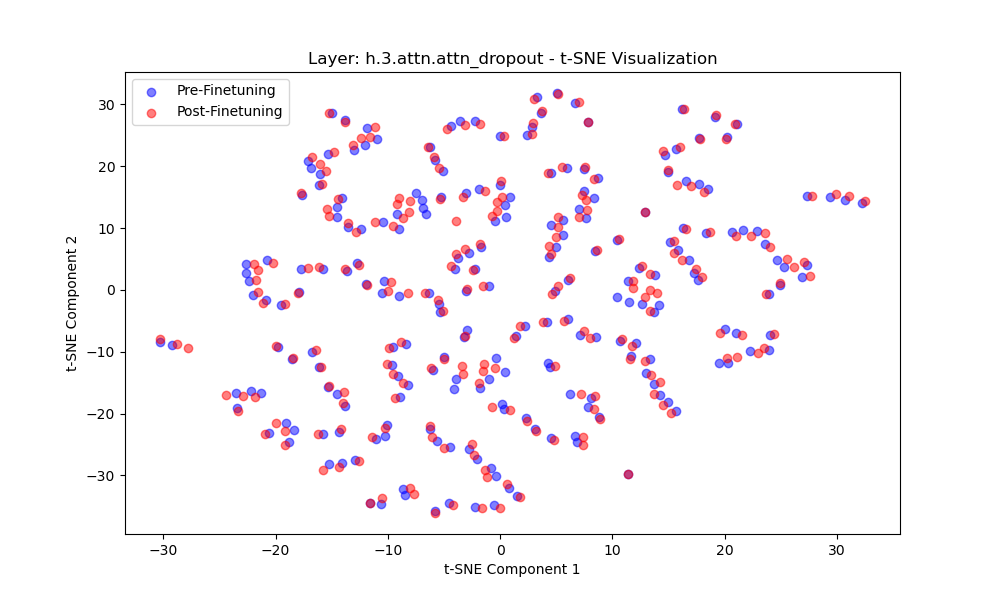 Layer: h.3.attn.attn_dropout - t-SNE Visualization
Pre-Finetuning
Post-Finetuning
30
20
10
0
−10
−20
−30
t-SNE Component 2
−30
−20
−10
0
10
20
30
t-SNE Component 1